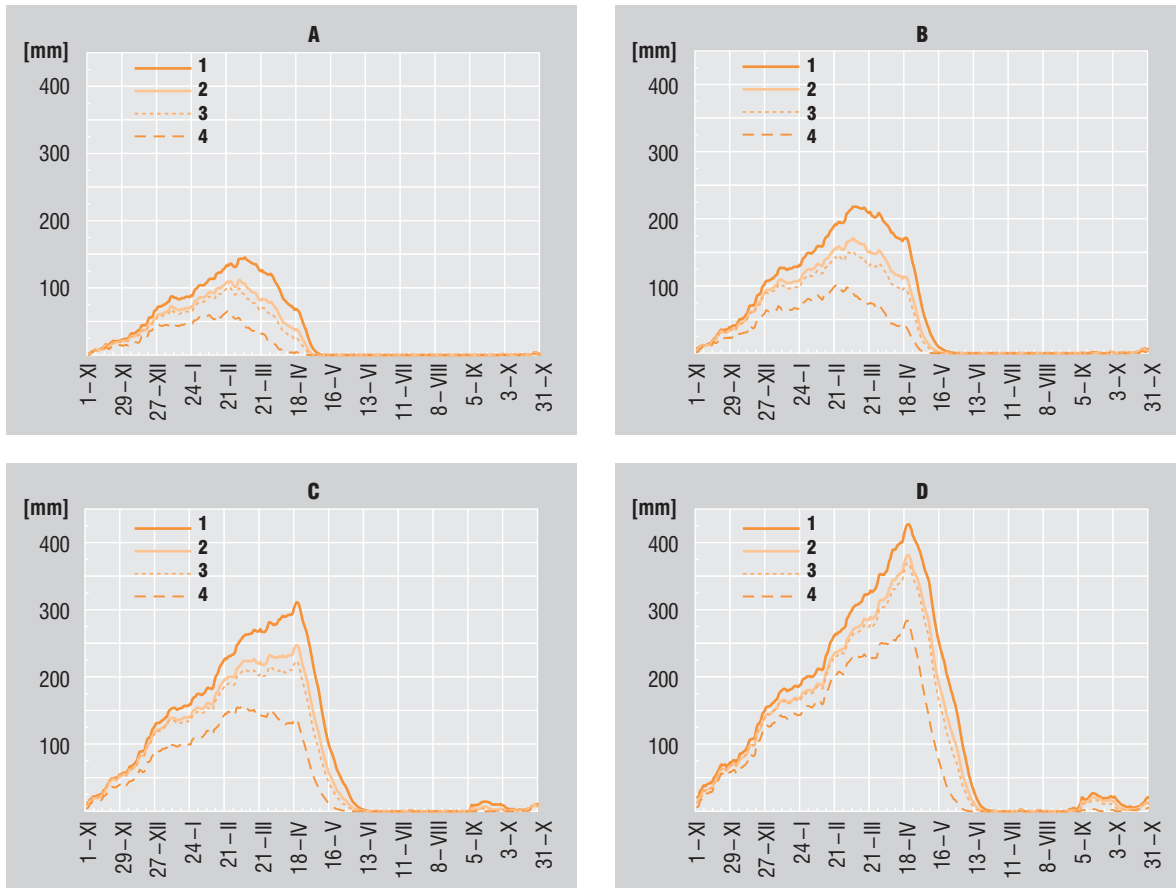 A
[mm]
400
300
200
100
1
2
3
4
1–XI
29–XI
27–XII
24–I
21–II
21–III
18–IV
16–V
13–VI
11–VII
8–VIII
5–IX
3–X
31–X
B
[mm]
400
300
200
100
1
2
3
4
1–XI
29–XI
27–XII
24–I
21–II
21–III
18–IV
16–V
13–VI
11–VII
8–VIII
5–IX
3–X
31–X
C
[mm]
400
300
200
100
1
2
3
4
1–XI
29–XI
27–XII
24–I
21–II
21–III
18–IV
16–V
13–VI
11–VII
8–VIII
5–IX
3–X
31–X
D
[mm]
400
300
200
100
1
2
3
4
1–XI
29–XI
27–XII
24–I
21–II
21–III
18–IV
16–V
13–VI
11–VII
8–VIII
5–IX
3–X
31–X